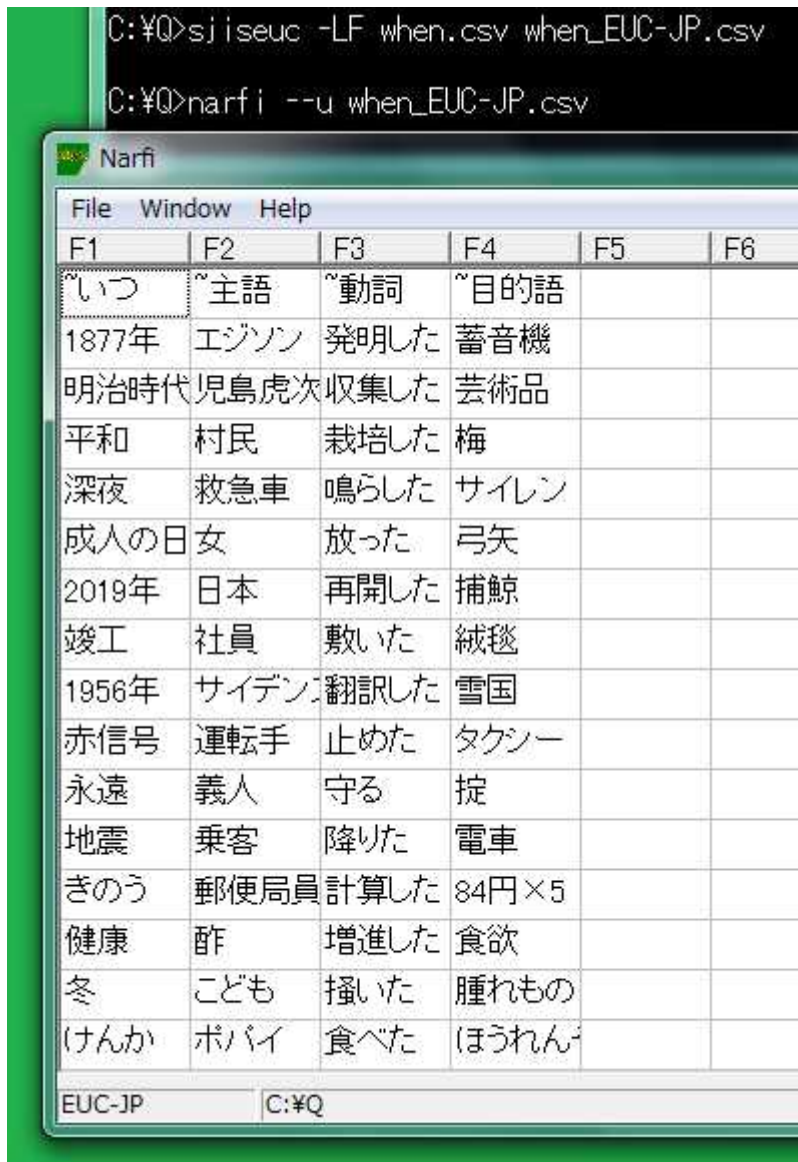 C:¥Q>sjiseuc -LF when.csv when_EUC-JP.csv
C:¥Q>narfi --u when_EUC-JP.csv
Narfi
File Window Help
F1 F2 F3 F4 F5 F6
~いつ ~主語 ~動詞 ~目的語
1877年 エジソン 発明した 蓄音機
明治時代 児島虎次 収集した 芸術品
平和 村民 栽培した 梅
深夜 救急車 鳴らした サイレン
成人の日 女 放った 弓矢
2019年 日本 再開した 捕鯨
竣工 社員 敷いた 絨毯
1956年 サイデン 翻訳した 雪国
赤信号 運転手 止めた タクシー
永遠 義人 守る 掟
地震 乗客 降りた 電車
きのう 郵便局員 計算した 84円×5
健康 酢 増進した 食欲
冬 こども 掻いた 腫れもの
けんか ポパイ 食べた ほうれん
EUC-JP C:¥Q